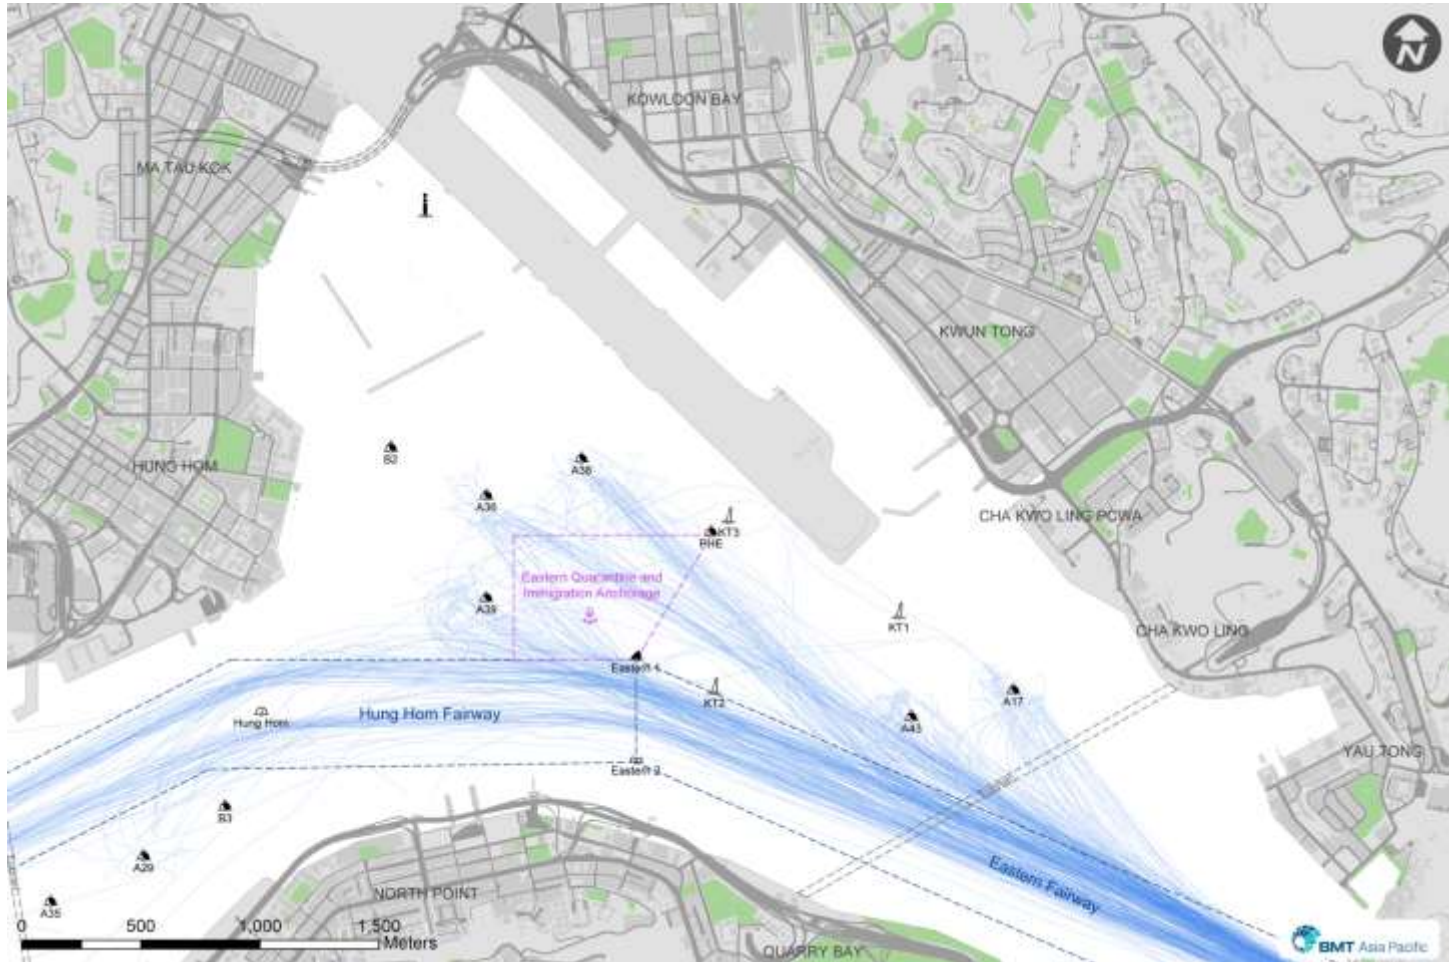 N
KOWLOON BAY
MA TAU KOK
KWUN TONG
B2
A38
HUNG HOM
A36
CHA KWO LING PCWA
KT3
BHE
Eastern Quarantine and
Immigration Anchorage
A39
KT1
CHA KWO LING
Eastern 1
Hung Hom Fairway
Hung Hom
KT2
A17
A43
YAU TONG
Eastern 2
B3
A29
Eastern Fairway
NORTH POINT
A35
0 500 1,000 1,500
Meters
QUARRY BAY
BMT Asia Pacific